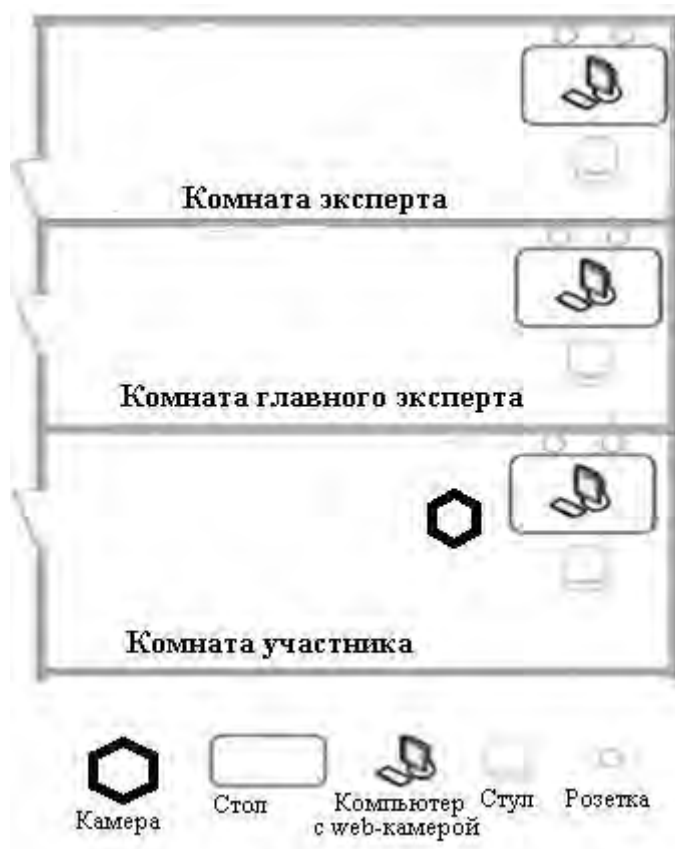 Комната эксперта
Комната главного эксперта
Комната участника
Камера
Стол
Компьютер
с web-камерой
Стул
Розетка